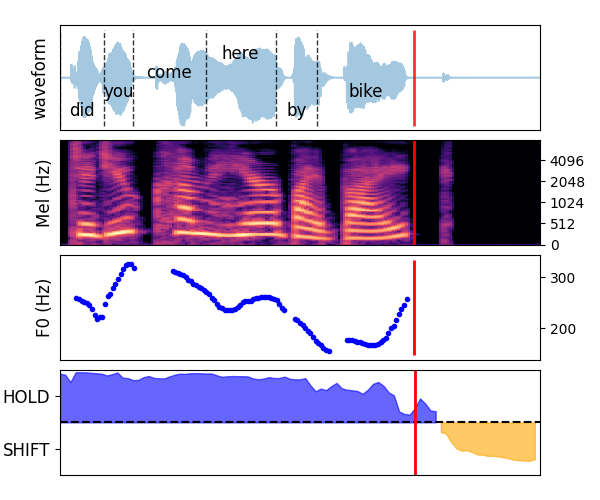 waveform
did you come here by bike
Mel (Hz)
4096
2048
1024
512
0
F0 (Hz)
300
200
HOLD
SHIFT